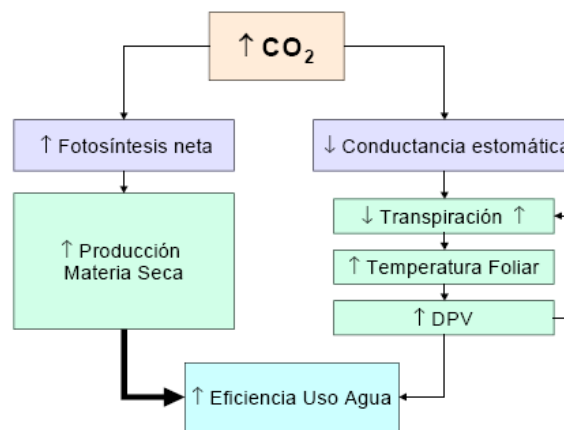 ↑ CO₂
↑ Fotosíntesis neta
↓ Conductancia estomática
↑ Producción
Materia Seca
↓ Transpiración ↑
↑ Temperatura Foliar
↑ DPV
↑ Eficiencia Uso Agua